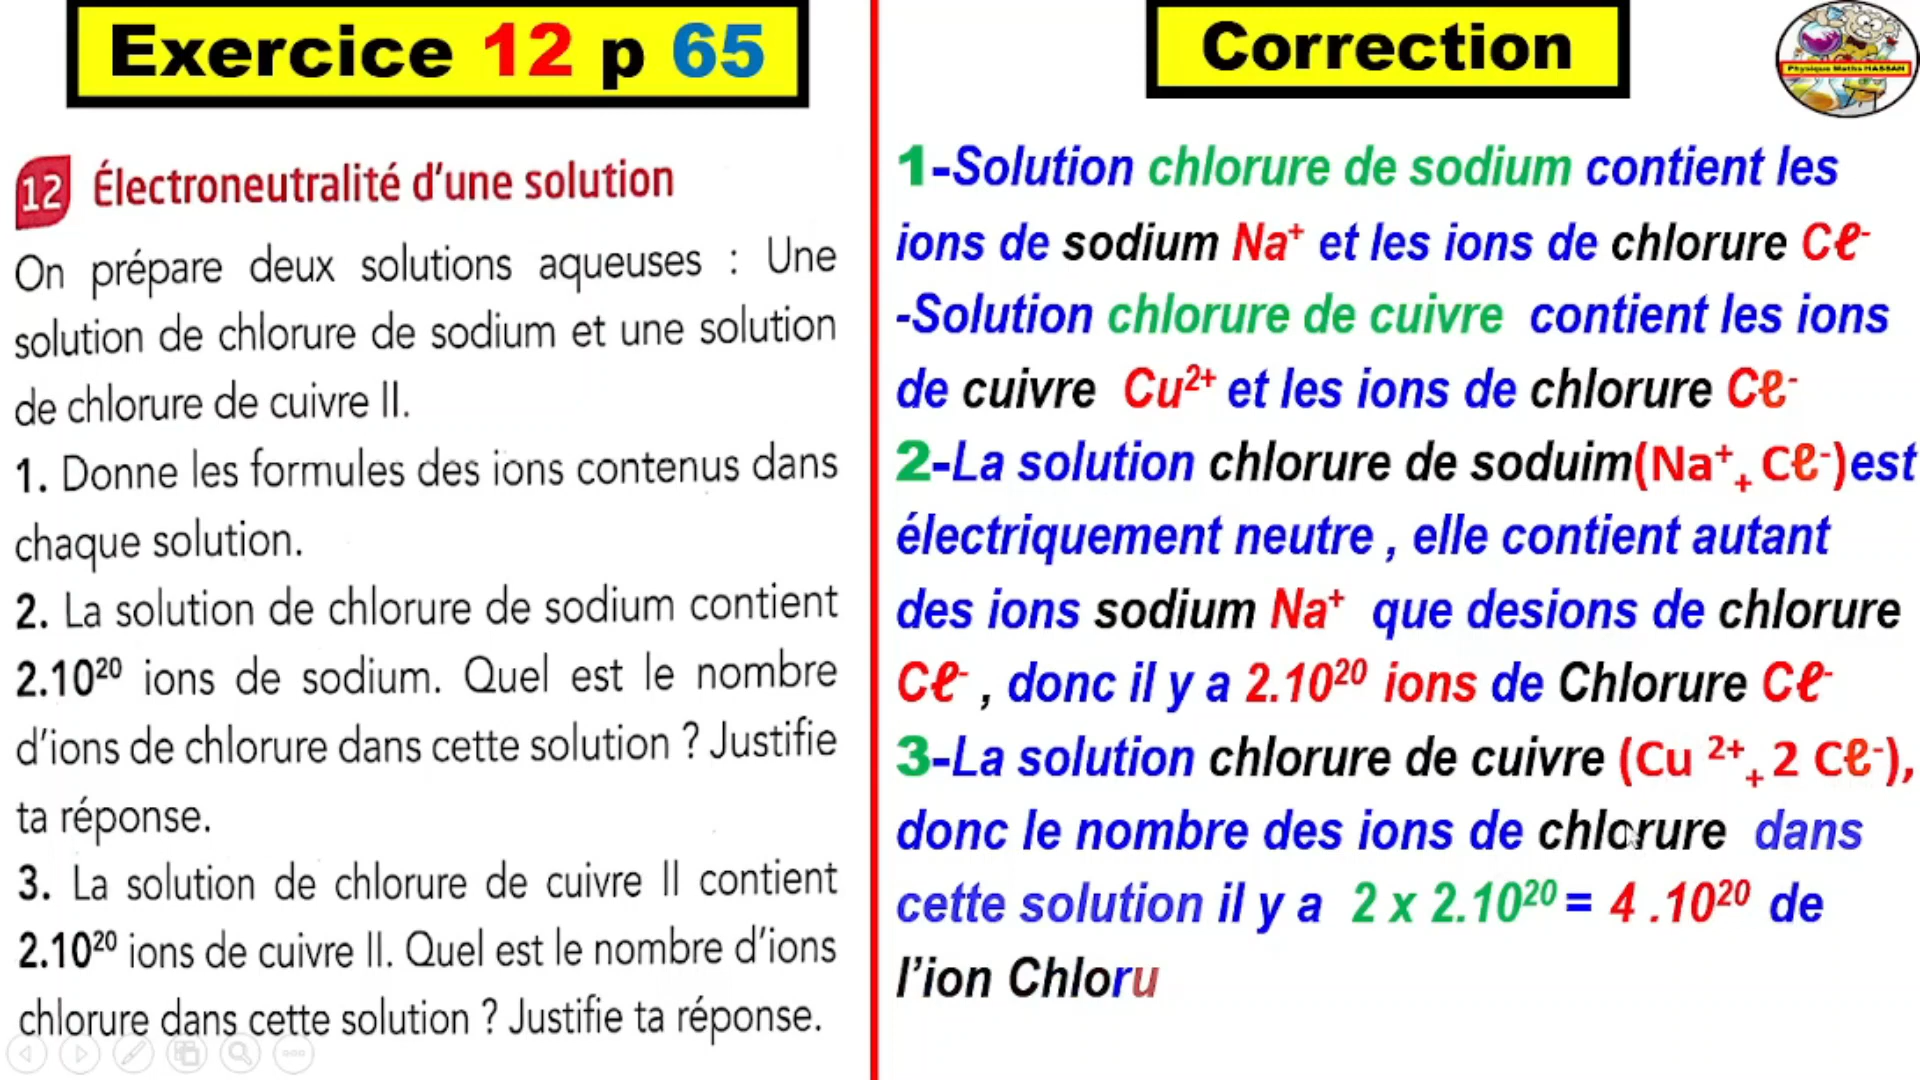 Exercice 12 p 65
12 Électroneutralité d'une solution
On prépare deux solutions aqueuses : Une
solution de chlorure de sodium et une solution
de chlorure de cuivre II.
1. Donne les formules des ions contenus dans
chaque solution.
2. La solution de chlorure de sodium contient
2.10²⁰ ions de sodium. Quel est le nombre
d'ions de chlorure dans cette solution ? Justifie
ta réponse.
3. La solution de chlorure de cuivre II contient
2.10²⁰ ions de cuivre II. Quel est le nombre d'ions
chlorure dans cette solution ? Justifie ta réponse.
Correction
Physique Maths HASSAN
1-Solution chlorure de sodium contient les
ions de sodium Na⁺ et les ions de chlorure Cℓ⁻
-Solution chlorure de cuivre contient les ions
de cuivre Cu²⁺ et les ions de chlorure Cℓ⁻
2-La solution chlorure de soduim(Na⁺₊ Cℓ⁻)est
électriquement neutre , elle contient autant
des ions sodium Na⁺ que desions de chlorure
Cℓ⁻ , donc il y a 2.10²⁰ ions de Chlorure Cℓ⁻
3-La solution chlorure de cuivre (Cu ²⁺₊ 2 Cℓ⁻),
donc le nombre des ions de chlorure dans
cette solution il y a 2 x 2.10²⁰ = 4 .10²⁰ de
l'ion Chloru